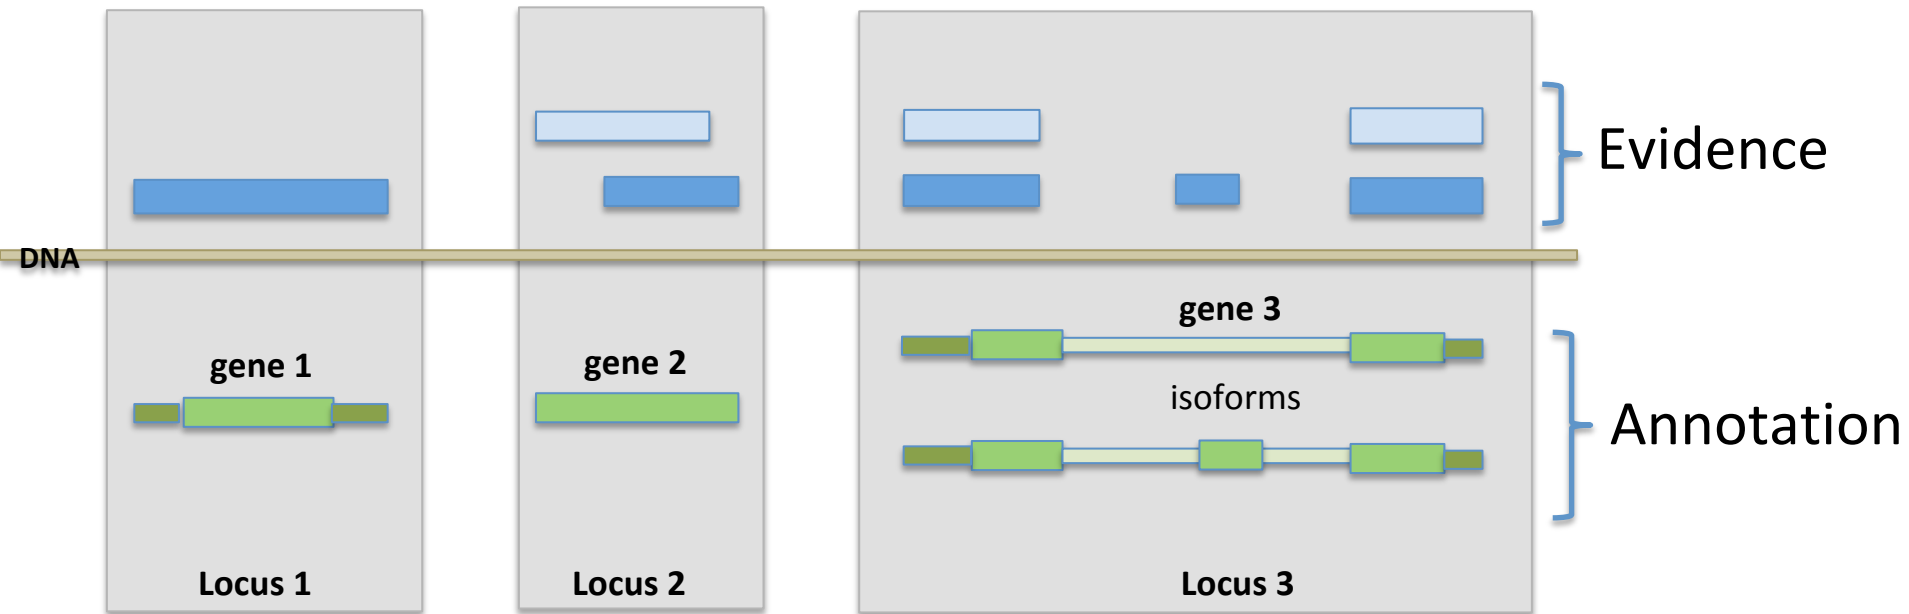 Evidence
DNA
gene 1
gene 2
gene 3
isoforms
Annotation
Locus 1
Locus 2
Locus 3